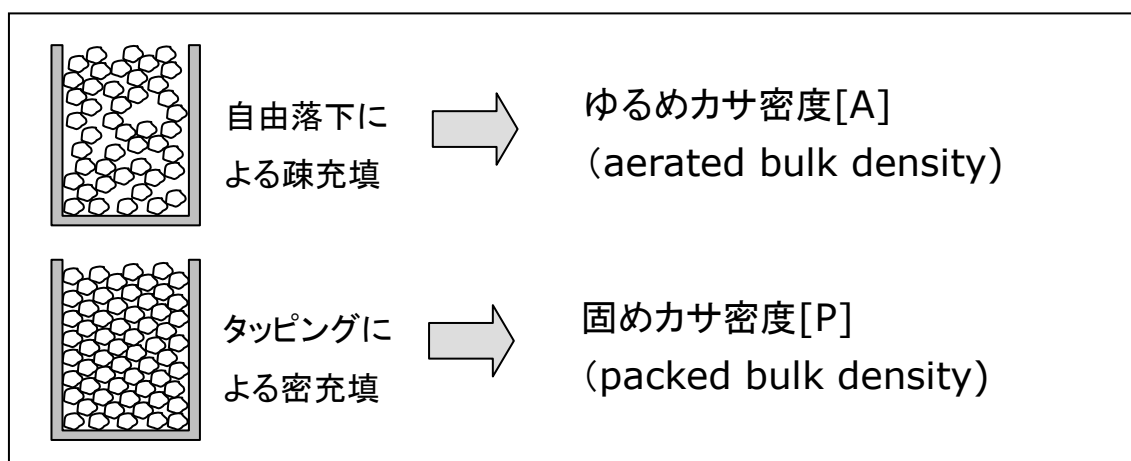 自由落下に
よる疎充填
ゆるめカサ密度[A]
（aerated bulk density)
タッピングに
よる密充填
固めカサ密度[P]
（packed bulk density)